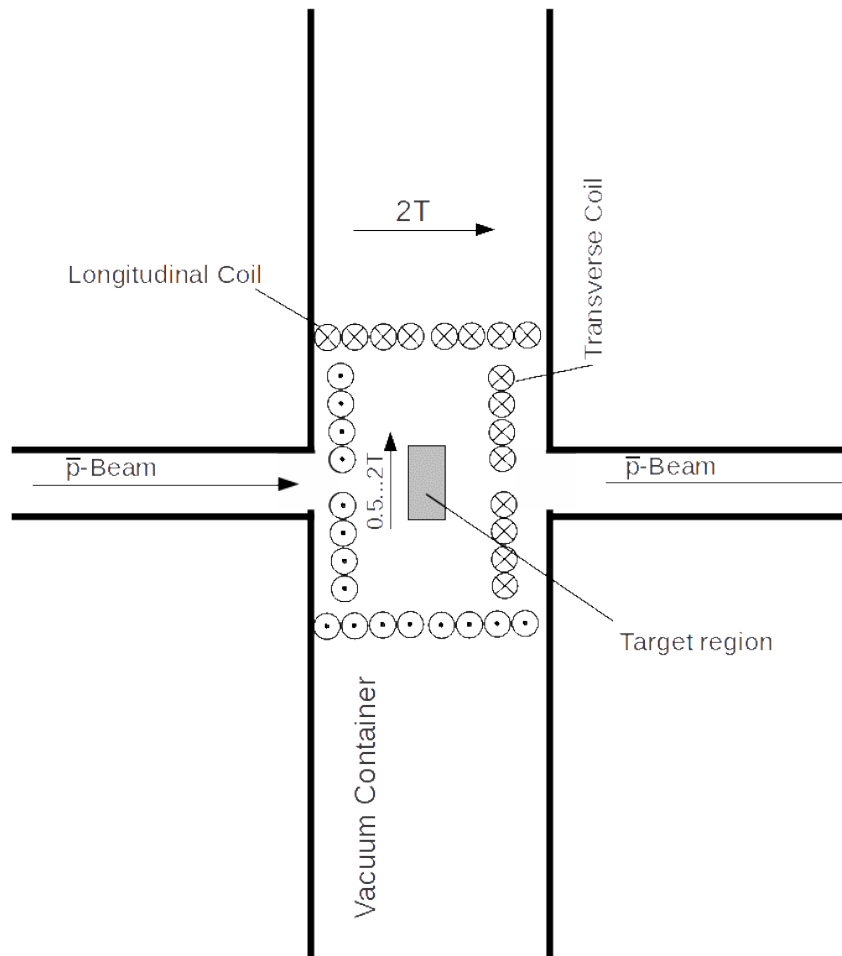 2T
Transverse Coil
Longitudinal Coil
p̅-Beam
p̅-Beam
0.5...2T
Target region
Vacuum Container